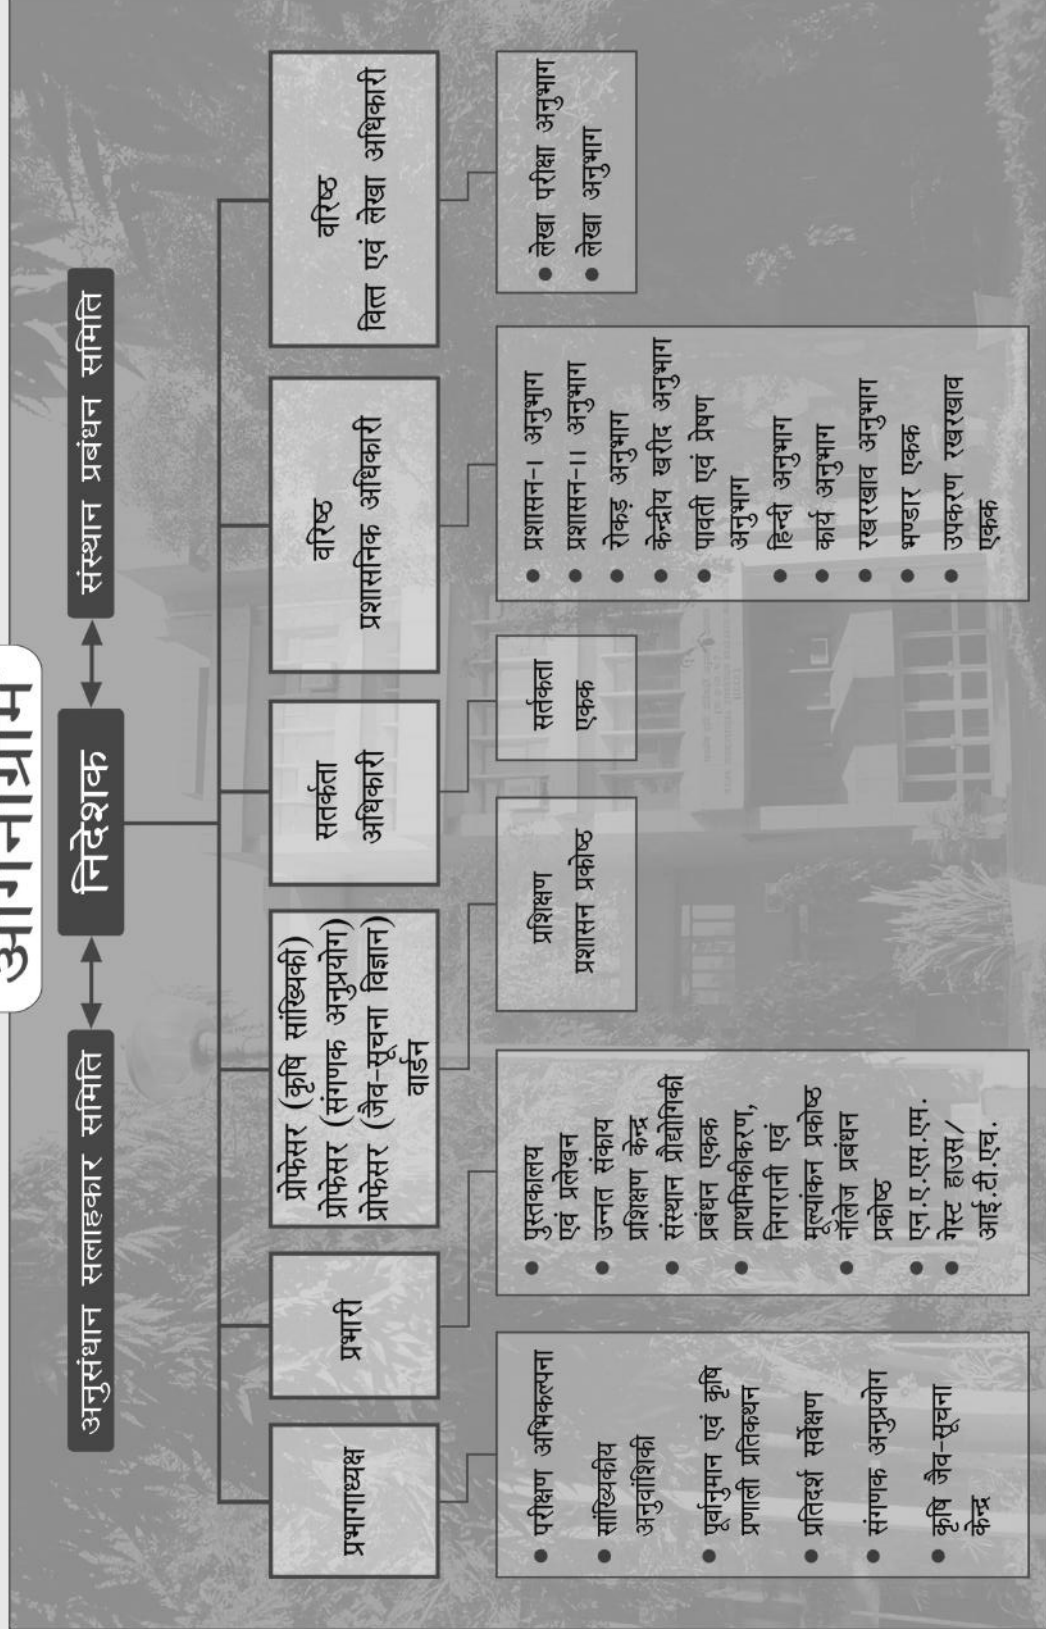 आर्गनोग्राम
अनुसंधान सलाहकार समिति
निदेशक
संस्थान प्रबंधन समिति
प्रभागाध्यक्ष
प्रभारी
प्रोफेसर (कृषि सांख्यिकी)
प्रोफेसर (संगणक अनुप्रयोग)
प्रोफेसर (जैव-सूचना विज्ञान)
वार्डन
सतर्कता
अधिकारी
वरिष्ठ
प्रशासनिक अधिकारी
वरिष्ठ
वित्त एवं लेखा अधिकारी
● परीक्षण अभिकल्पना
● सांख्यिकीय
अनुवांशिकी
● पूर्वानुमान एवं कृषि
प्रणाली प्रतिकथन
● प्रतिदर्श सर्वेक्षण
● संगणक अनुप्रयोग
● कृषि जैव-सूचना
केन्द्र
● पुस्तकालय
एवं प्रलेखन
● उन्नत संकाय
प्रशिक्षण केन्द्र
● संस्थान प्रौद्योगिकी
प्रबंधन एकक
● प्राथमिकीकरण,
निगरानी एवं
मूल्यांकन प्रकोष्ठ
● नॉलेज प्रबंधन
प्रकोष्ठ
● एन.ए.एस.एम.
● गेस्ट हाउस/
आई.टी.एच.
प्रशिक्षण
प्रशासन प्रकोष्ठ
सर्तकता
एकक
● प्रशासन-I अनुभाग
● प्रशासन-II अनुभाग
● रोकड़ अनुभाग
● केन्द्रीय खरीद अनुभाग
● पावती एवं प्रेषण
अनुभाग
● हिन्दी अनुभाग
● कार्य अनुभाग
● रखरखाव अनुभाग
● भण्डार एकक
● उपकरण रखरखाव
एकक
● लेखा परीक्षा अनुभाग
● लेखा अनुभाग